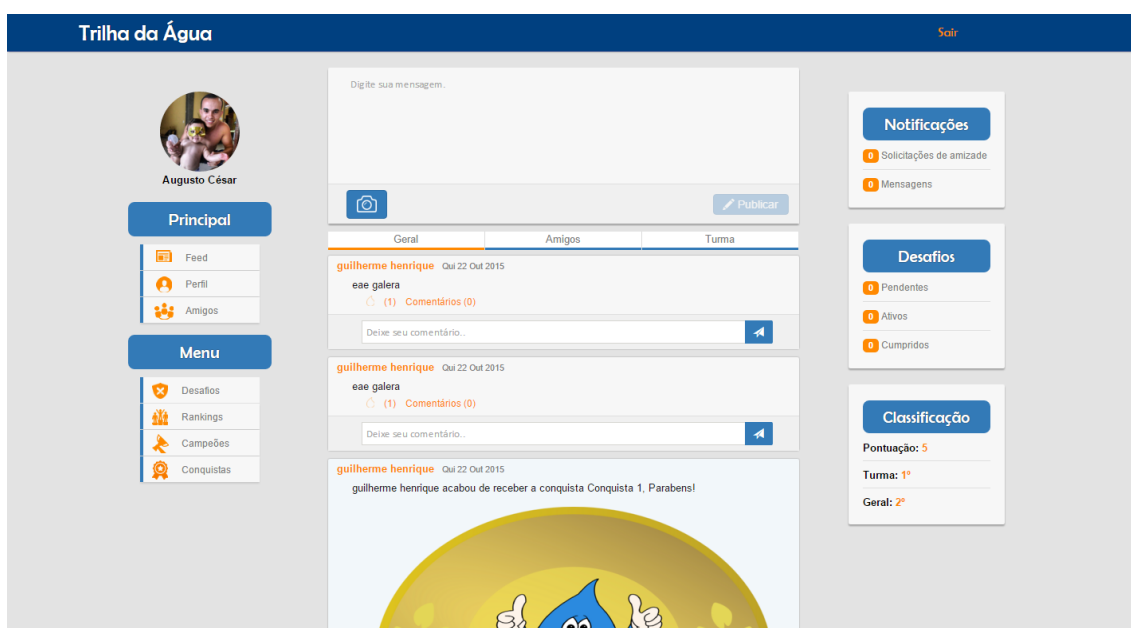 Trilha da Água
Sair
Augusto César
Principal
Feed
Perfil
Amigos
Menu
Desafios
Rankings
Campeões
Conquistas
Digite sua mensagem.
Publicar
Geral Amigos Turma
guilherme henrique Qui 22 Out 2015
eae galera
(1) Comentários (0)
Deixe seu comentário..
guilherme henrique Qui 22 Out 2015
eae galera
(1) Comentários (0)
Deixe seu comentário..
guilherme henrique Qui 22 Out 2015
guilherme henrique acabou de receber a conquista Conquista 1, Parabens!
Notificações
0 Solicitações de amizade
0 Mensagens
Desafios
0 Pendentes
0 Ativos
0 Cumpridos
Classificação
Pontuação: 5
Turma: 1º
Geral: 2º